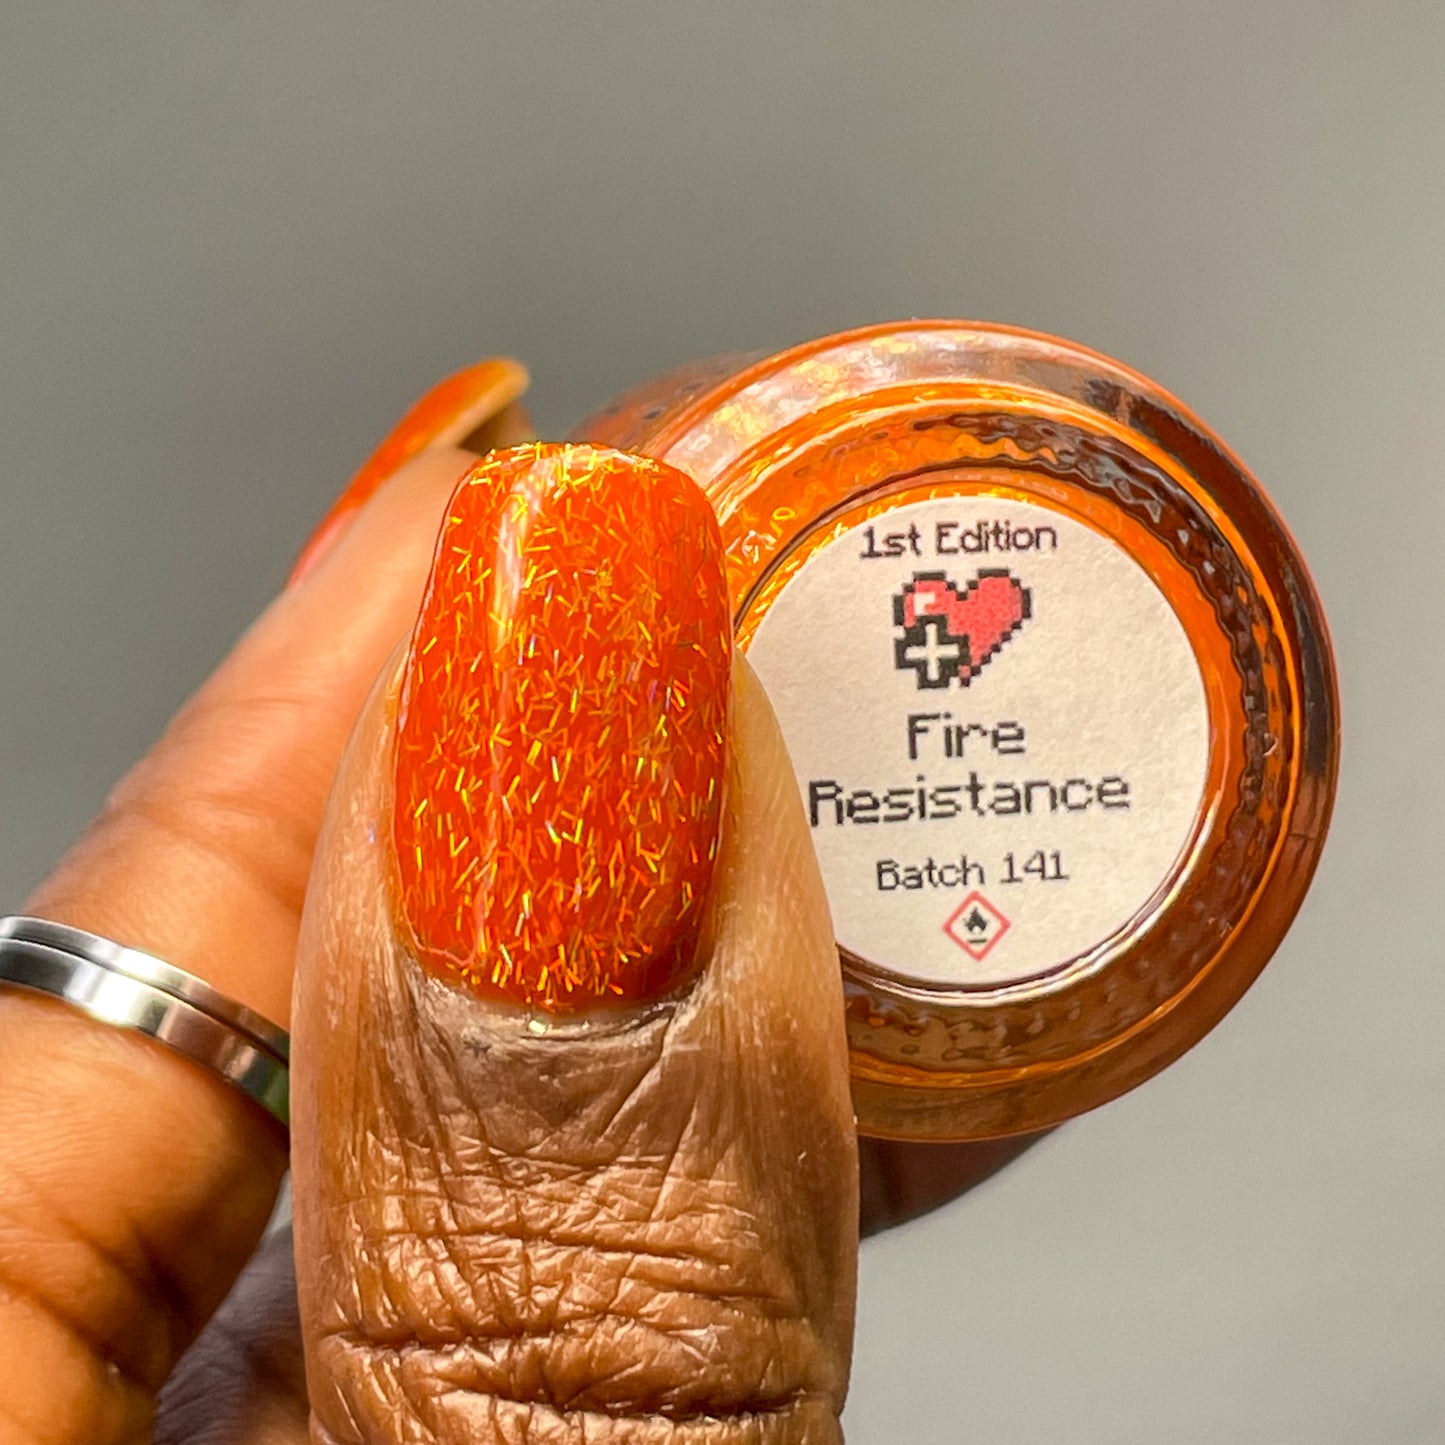 1st Edition
Fire
Resistance
Batch 141